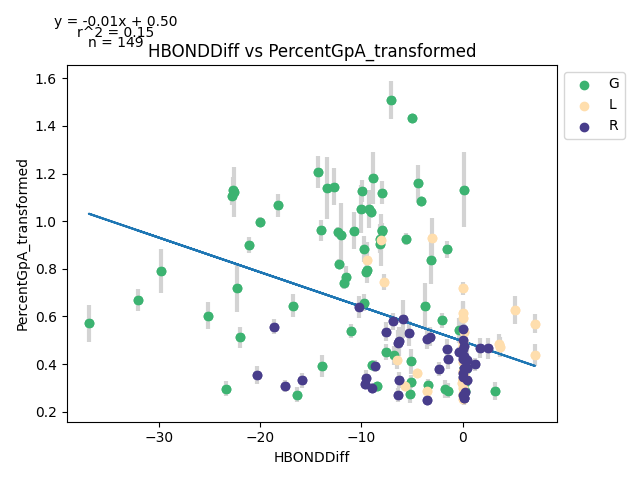 y = -0.01x + 0.50
r^2 = 0.15
n = 149
HBONDDiff vs PercentGpA_transformed
G
L
R
1.6
1.4
1.2
1.0
0.8
0.6
0.4
0.2
PercentGpA_transformed
−30
−20
−10
0
HBONDDiff